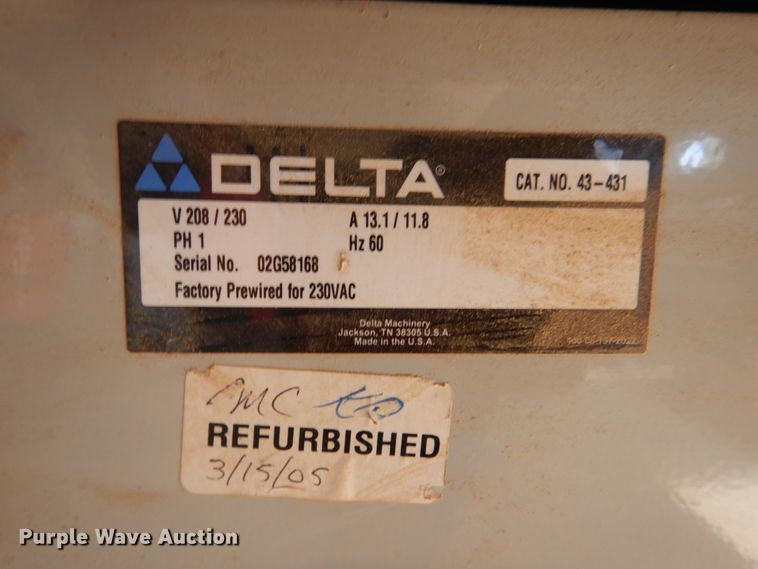 DELTA®
CAT. NO. 43-431
V 208 / 230 A 13.1 / 11.8
PH 1 Hz 60
Serial No. 02G58168 F
Factory Prewired for 230VAC
Delta Machinery
Jackson, TN 38305 U.S.A.
Made in the U.S.A.
REFURBISHED
3/15/05
Purple Wave Auction